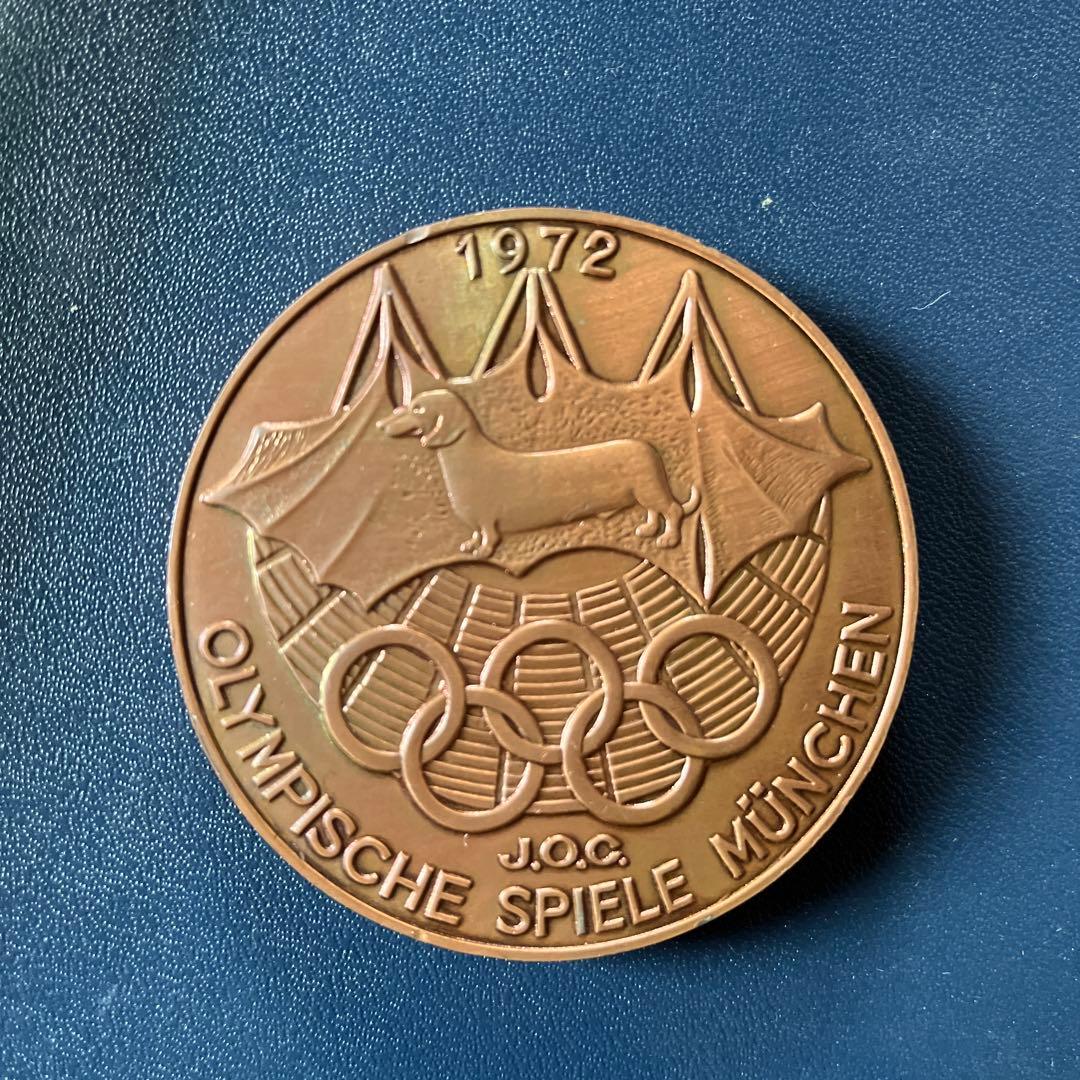 1972
J.O.C.
OLYMPISCHE SPIELE MÜNCHEN